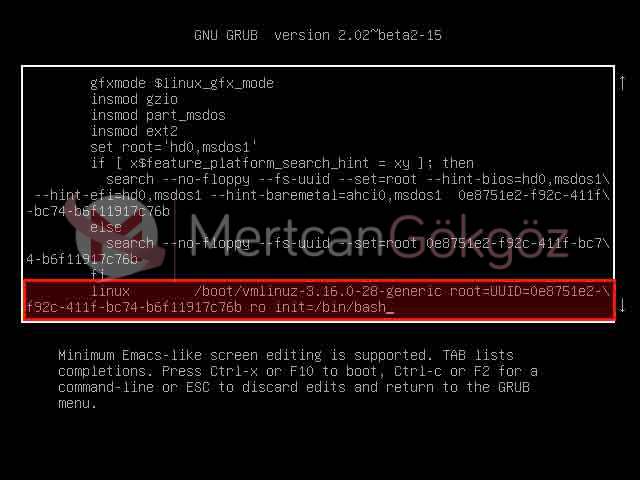 GNU GRUB  version 2.02~beta2-15
gfxmode $linux_gfx_mode
insmod gzio
insmod part_msdos
insmod ext2
set root='hd0,msdos1'
if [ x$feature_platform_search_hint = xy ]; then
search --no-floppy --fs-uuid --set=root --hint-bios=hd0,msdos1\
--hint-efi=hd0,msdos1 --hint-baremetal=ahci0,msdos1  0e8751e2-f92c-411f\
-bc74-b6f11917c76b
else
search --no-floppy --fs-uuid --set=root 0e8751e2-f92c-411f-bc7\
4-b6f11917c76b
fi
linux        /boot/vmlinuz-3.16.0-28-generic root=UUID=0e8751e2-\
f92c-411f-bc74-b6f11917c76b ro init=/bin/bash_
MertcanGökgöz
Minimum Emacs-like screen editing is supported. TAB lists
completions. Press Ctrl-x or F10 to boot, Ctrl-c or F2 for a
command-line or ESC to discard edits and return to the GRUB
menu.